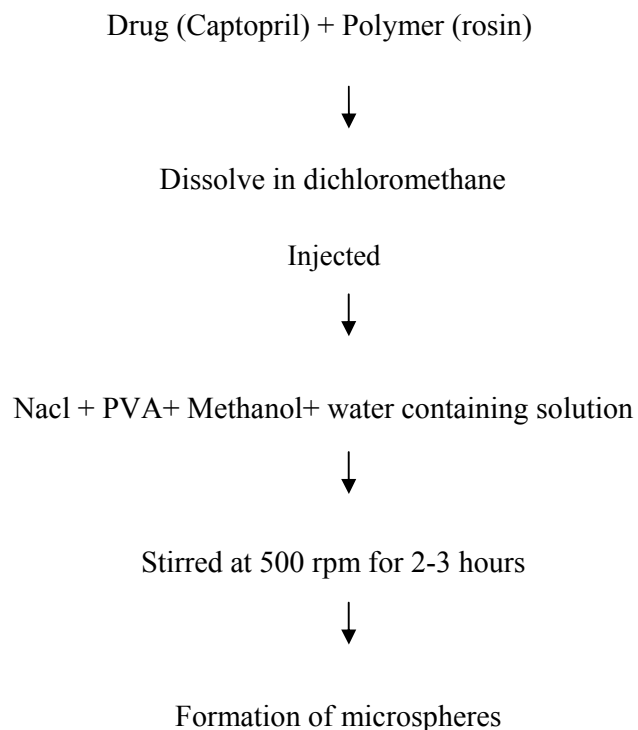 Drug (Captopril) + Polymer (rosin)
Dissolve in dichloromethane
Injected
Nacl + PVA+ Methanol+ water containing solution
Stirred at 500 rpm for 2-3 hours
Formation of microspheres